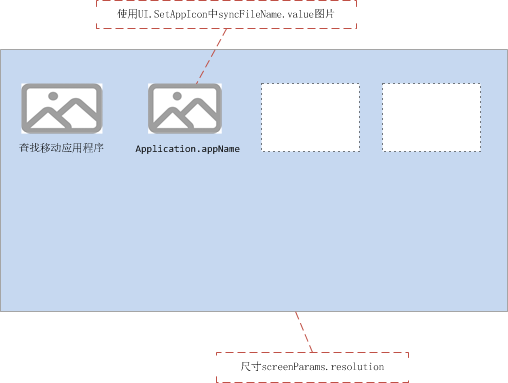 使用UI.SetAppIcon中syncFileName.value图片
查找移动应用程序
Application.appName
尺寸screenParams.resolution